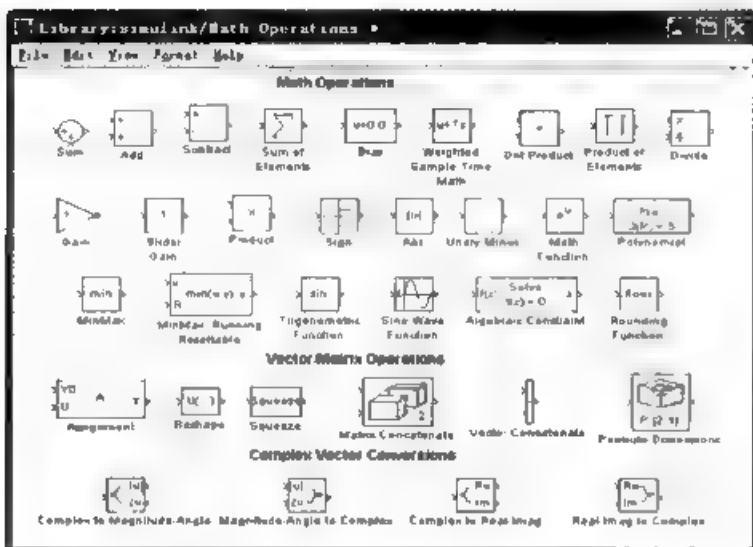 Library:simulink/Math Operations
File Edit View Format Help
Math Operations
Sum Add Subtract Sum of Elements Bias Weighted Sample Time Math Dot Product Product of Elements Divide
Gain Slider Gain Product Sign Abs Unary Minus Math Function Polynomial
min
MinMax MinMax Running Resettable Trigonometric Function Sine Wave Function Algebraic Constraint Rounding Function
Vector/Matrix Operations
Assignment Reshape Squeeze Matrix Concatenate Vector Concatenate Permute Dimensions
Complex Vector Conversions
Complex to Magnitude-Angle Magnitude-Angle to Complex Complex to Real-Imag Real-Imag to Complex